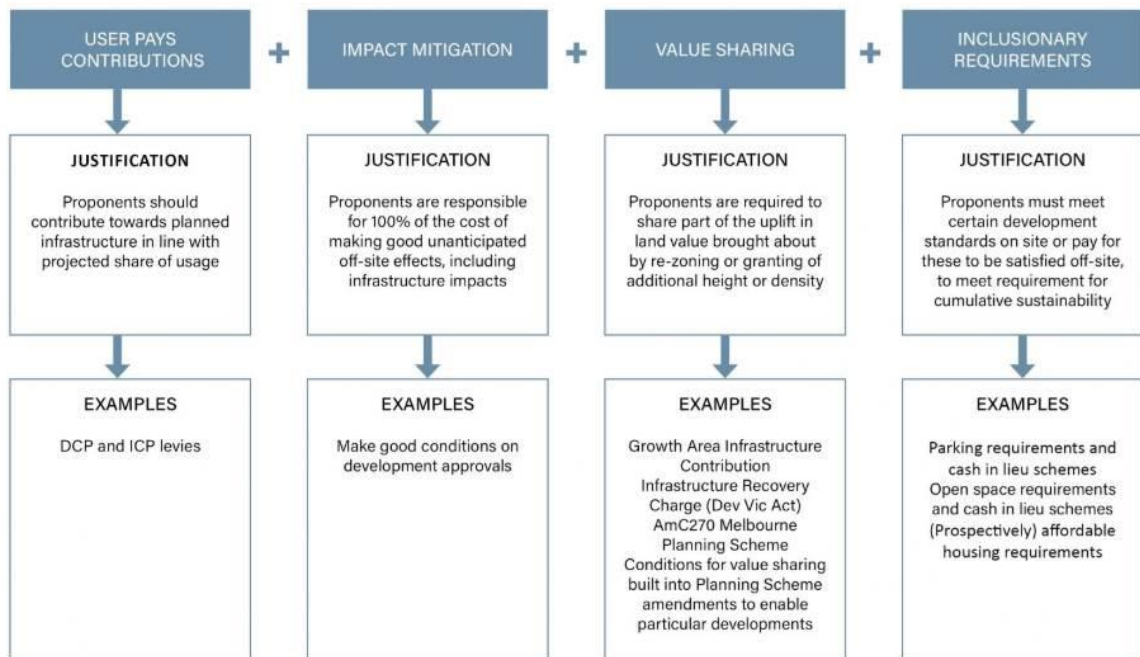 USER PAYS
CONTRIBUTIONS
+
IMPACT MITIGATION
+
VALUE SHARING
+
INCLUSIONARY
REQUIREMENTS
JUSTIFICATION
Proponents should
contribute towards planned
infrastructure in line with
projected share of usage
JUSTIFICATION
Proponents are responsible
for 100% of the cost of
making good unanticipated
off-site effects, including
infrastructure impacts
JUSTIFICATION
Proponents are required to
share part of the uplift in
land value brought about
by re-zoning or granting of
additional height or density
JUSTIFICATION
Proponents must meet
certain development
standards on site or pay for
these to be satisfied off-site,
to meet requirement for
cumulative sustainability
EXAMPLES
DCP and ICP levies
EXAMPLES
Make good conditions on
development approvals
EXAMPLES
Growth Area Infrastructure
Contribution
Infrastructure Recovery
Charge (Dev Vic Act)
AmC270 Melbourne
Planning Scheme
Conditions for value sharing
built into Planning Scheme
amendments to enable
particular developments
EXAMPLES
Parking requirements and
cash in lieu schemes
Open space requirements
and cash in lieu schemes
(Prospectively) affordable
housing requirements